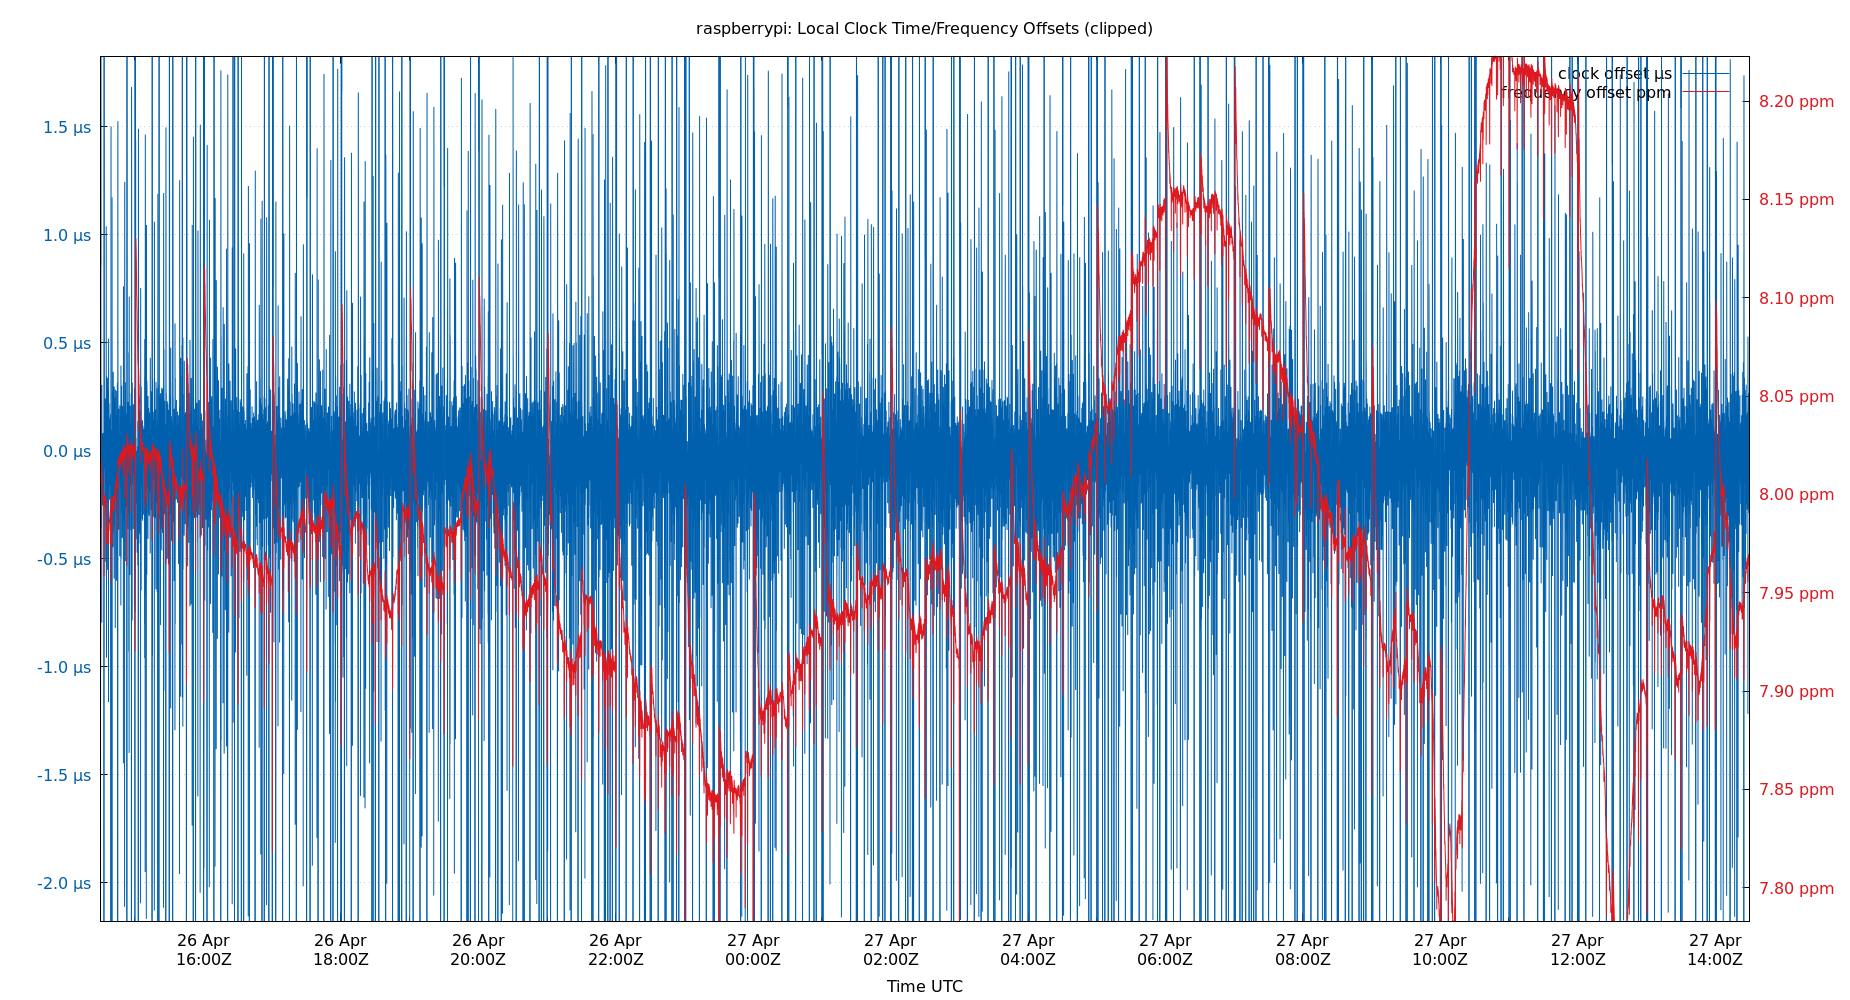 raspberrypi: Local Clock Time/Frequency Offsets (clipped)
clock offset µs
frequency offset ppm
1.5 µs
1.0 µs
0.5 µs
0.0 µs
-0.5 µs
-1.0 µs
-1.5 µs
-2.0 µs
8.20 ppm
8.15 ppm
8.10 ppm
8.05 ppm
8.00 ppm
7.95 ppm
7.90 ppm
7.85 ppm
7.80 ppm
26 Apr
16:00Z
26 Apr
18:00Z
26 Apr
20:00Z
26 Apr
22:00Z
27 Apr
00:00Z
27 Apr
02:00Z
27 Apr
04:00Z
27 Apr
06:00Z
27 Apr
08:00Z
27 Apr
10:00Z
27 Apr
12:00Z
27 Apr
14:00Z
Time UTC